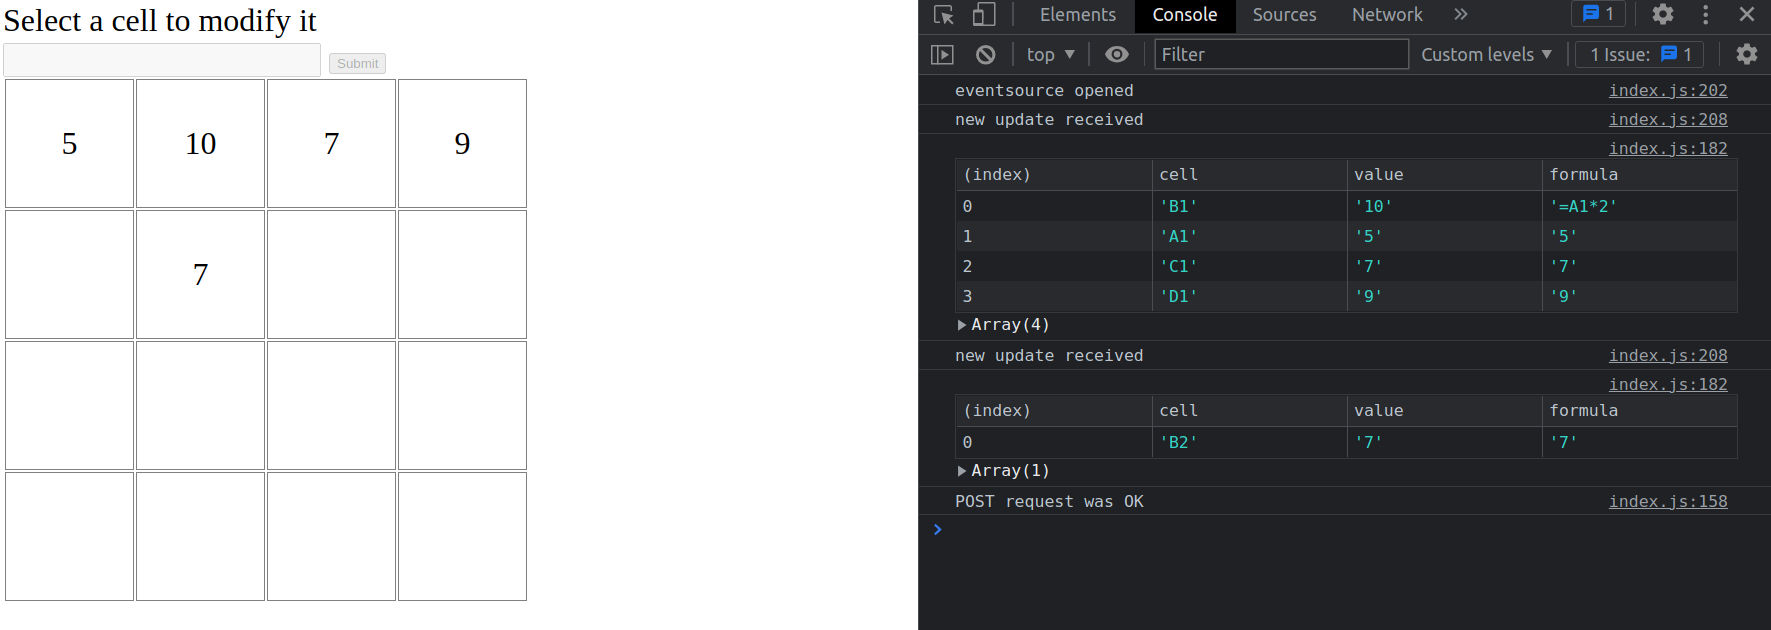 Select a cell to modify it
Submit
5 10 7 9
7
Elements Console Sources Network 1
top Filter Custom levels 1 Issue: 1
eventsource opened index.js:202
new update received index.js:208
index.js:182
(index) cell value formula
0 'B1' '10' '=A1*2'
1 'A1' '5' '5'
2 'C1' '7' '7'
3 'D1' '9' '9'
Array(4)
new update received index.js:208
index.js:182
(index) cell value formula
0 'B2' '7' '7'
Array(1)
POST request was OK index.js:158